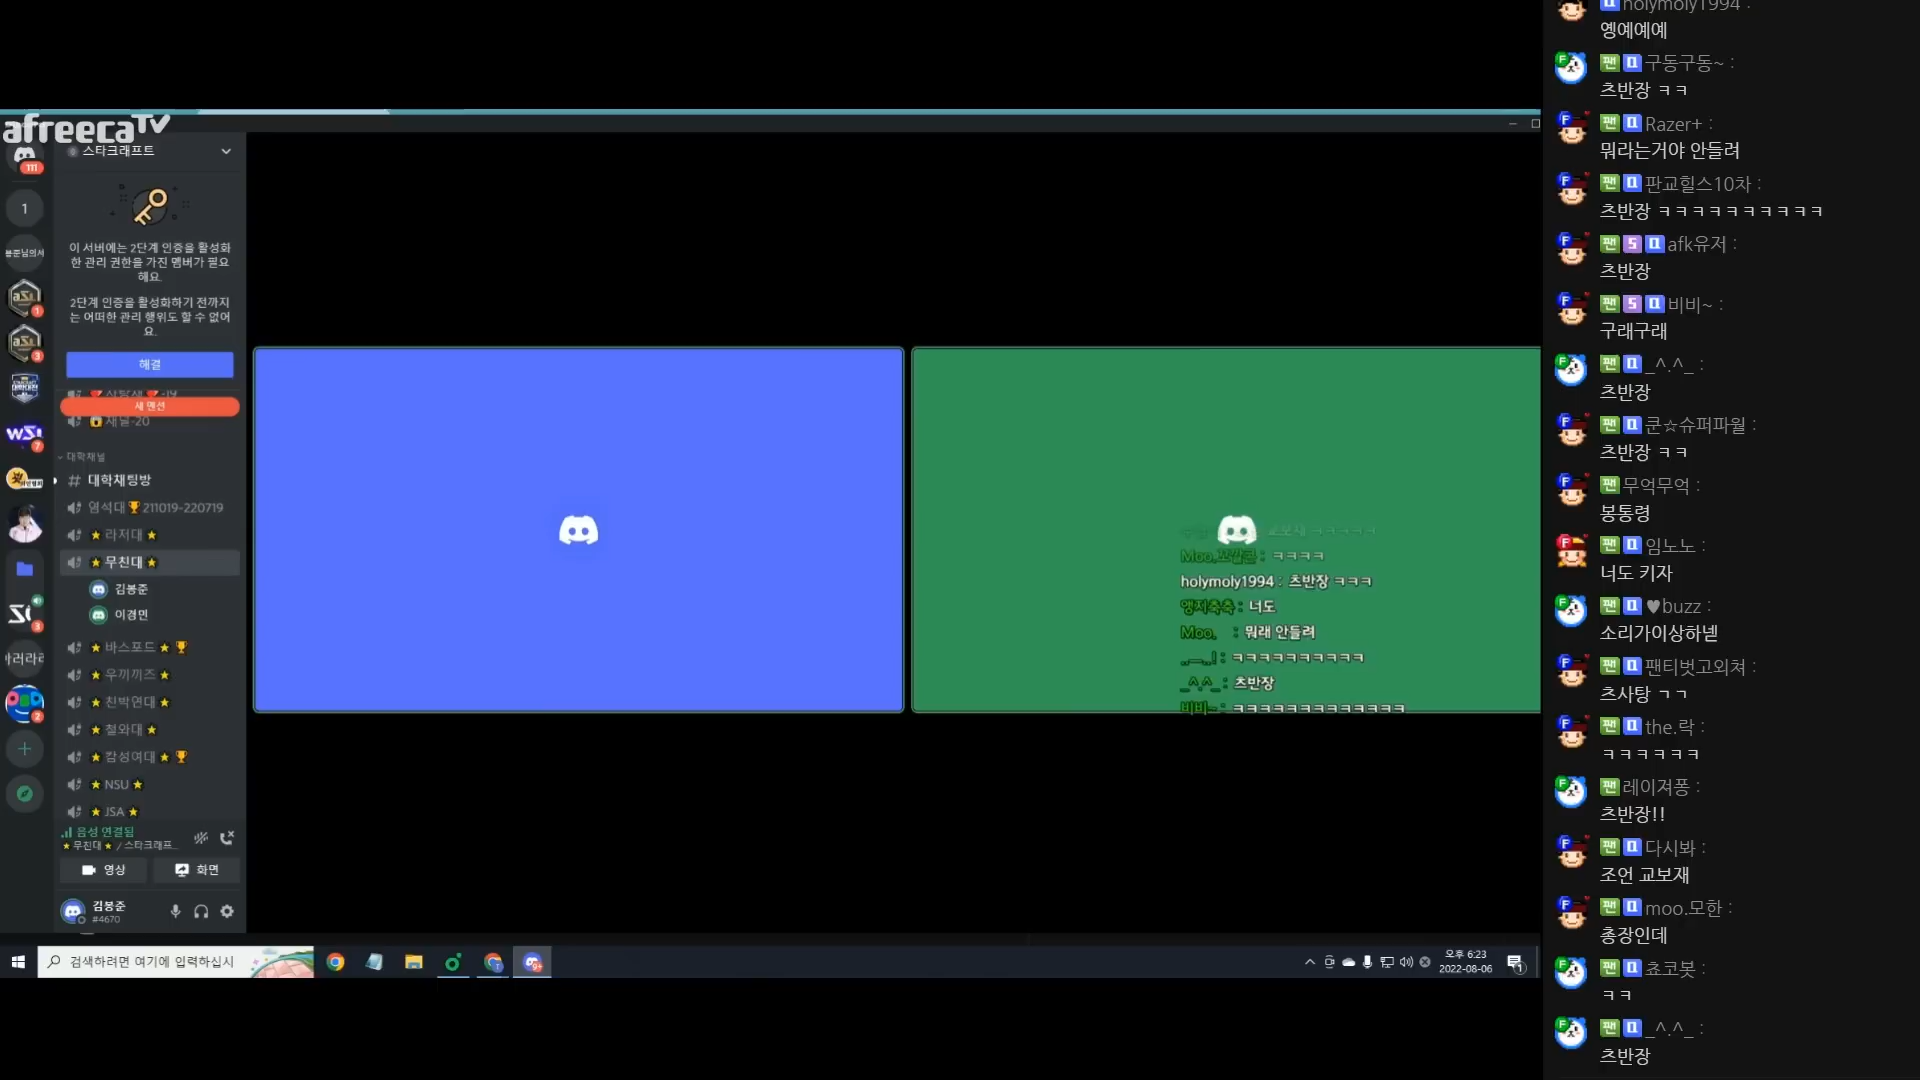 afreecaTV
스타크래프트
111
1
이 서버에는 2단계 인증을 활성화
한 관리 권한을 가진 멤버가 필요
해요.
2단계 인증을 활성화하기 전까지
는 어떠한 관리 행위도 할 수 없어
요.
해결
새 멘션
대학채널
# 대학채팅방
염석대 🏆 211019-220719
★ 라저대 ★
★ 무친대 ★
김봉준
이경민
★ 바스포드 ★ 🏆
★ 우끼끼즈 ★
★ 친박연대 ★
★ 철와대 ★
★ 캄성여대 ★ 🏆
★ NSU ★
★ JSA ★
음성 연결됨
★ 무친대 ★ / 스타크래프...
영상
화면
김봉준
#4670
교보재 ㅋㅋㅋㅋㅋ
Moo.꼬깔콘 : ㅋㅋㅋㅋ
holymoly1994 : 츠반장 ㅋㅋㅋ
앵지축축 : 너도
Moo. : 뭐래 안들려
ㅋㅋㅋㅋㅋㅋㅋㅋㅋㅋ
_^.^_ : 츠반장
비비~ : ㅋㅋㅋㅋㅋㅋㅋㅋㅋㅋㅋㅋㅋ
검색하려면 여기에 입력하십시
오후 6:23
2022-08-06
holymoly1994 :
옝예예예
팬 구동구동~ :
츠반장 ㅋㅋ
팬 Razer+ :
뭐라는거야 안들려
팬 판교힐스10차 :
츠반장 ㅋㅋㅋㅋㅋㅋㅋㅋㅋㅋ
팬 S afk유저 :
츠반장
팬 S 비비~ :
구래구래
팬 _^.^_ :
츠반장
팬 쿤☆슈퍼파월 :
츠반장 ㅋㅋ
팬 무억무억 :
봉통령
팬 임노노 :
너도 키자
팬 ♥buzz :
소리가이상하넫
팬 팬티벗고외쳐 :
츠사탕 ㄱㄱ
팬 the.락 :
ㅋㅋㅋㅋㅋㅋ
팬 레이져퐁 :
츠반장!!
팬 다시봐 :
조언 교보재
팬 moo.모한 :
총장인데
팬 쵸코봇 :
ㅋㅋ
팬 _^.^_ :
츠반장